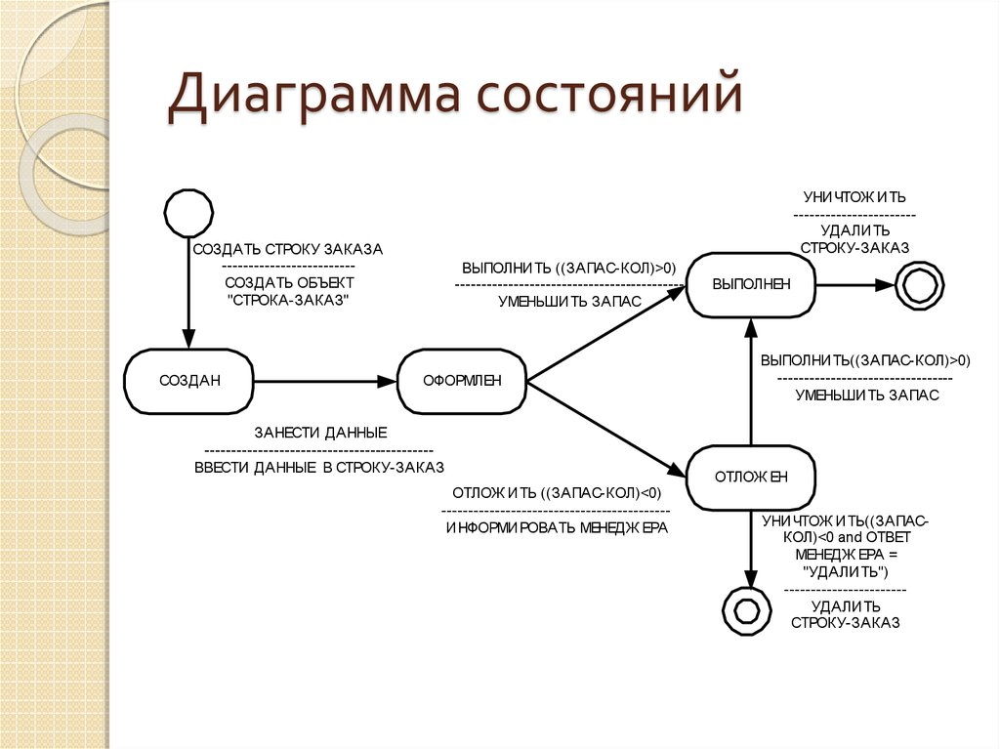 Диаграмма состояний
УНИЧТОЖИТЬ
-----------------------
УДАЛИТЬ
СТРОКУ-ЗАКАЗ
СОЗДАТЬ СТРОКУ ЗАКАЗА
-------------------------
СОЗДАТЬ ОБЪЕКТ
"СТРОКА-ЗАКАЗ"
ВЫПОЛНИТЬ ((ЗАПАС-КОЛ)>0)
-------------------------------------------
УМЕНЬШИТЬ ЗАПАС
ВЫПОЛНЕН
СОЗДАН
ОФОРМЛЕН
ВЫПОЛНИТЬ((ЗАПАС-КОЛ)>0)
---------------------------------
УМЕНЬШИТЬ ЗАПАС
ЗАНЕСТИ ДАННЫЕ
-------------------------------------------
ВВЕСТИ ДАННЫЕ В СТРОКУ-ЗАКАЗ
ОТЛОЖЕН
ОТЛОЖИТЬ ((ЗАПАС-КОЛ)<0)
-------------------------------------------
ИНФОРМИРОВАТЬ МЕНЕДЖЕРА
УНИЧТОЖИТЬ((ЗАПАС-
КОЛ)<0 and ОТВЕТ
МЕНЕДЖЕРА =
"УДАЛИТЬ")
-----------------------
УДАЛИТЬ
СТРОКУ-ЗАКАЗ